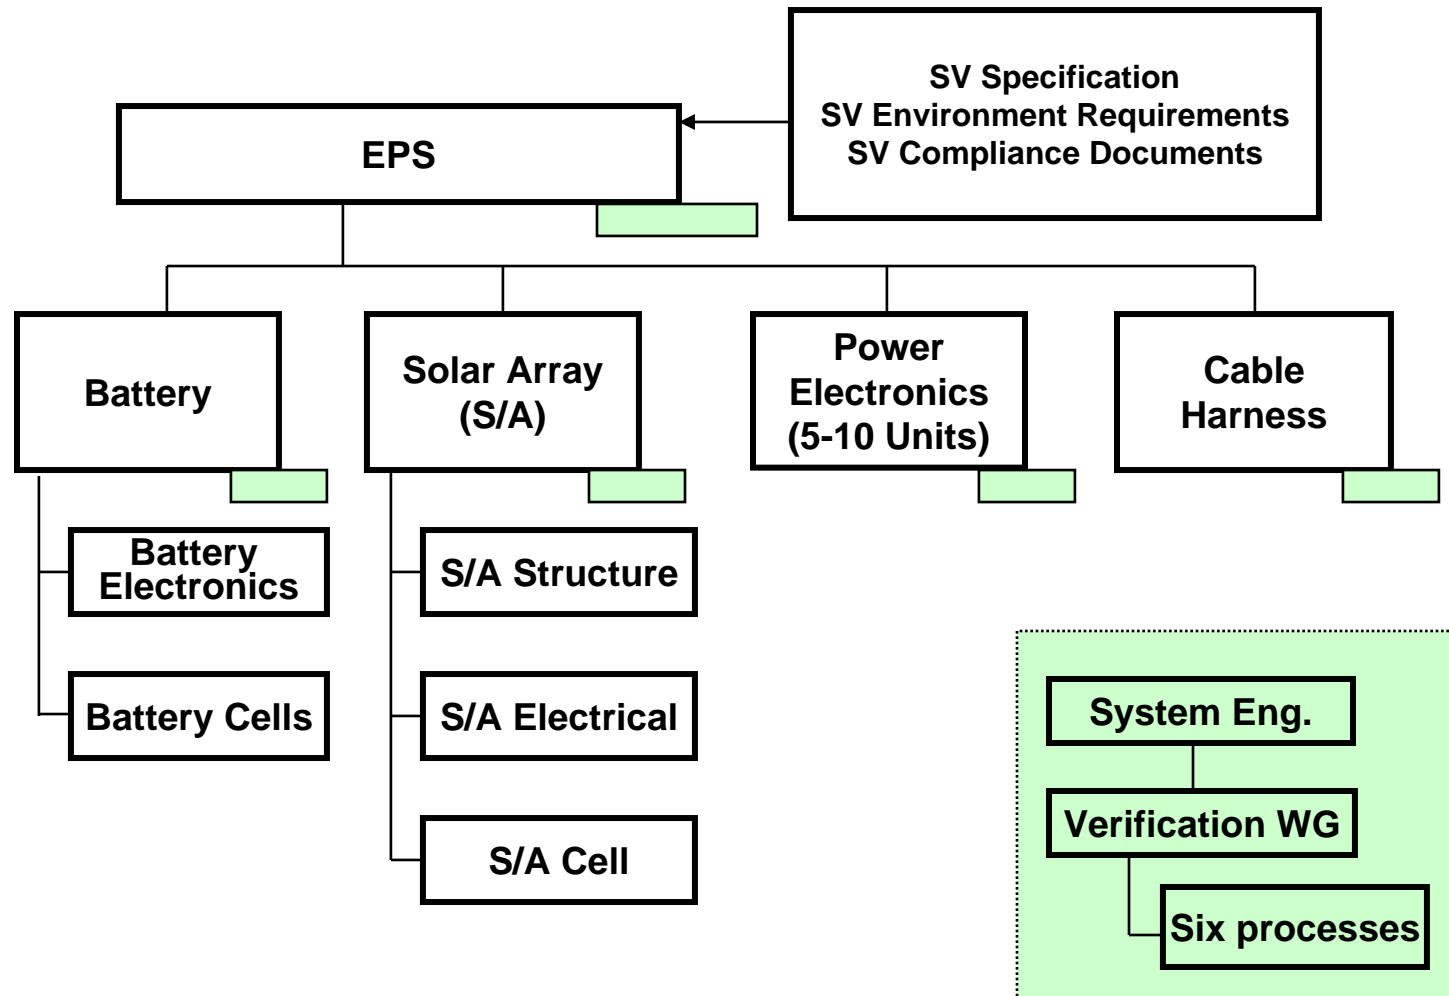 SV Specification
SV Environment Requirements
SV Compliance Documents
EPS
Battery
Solar Array
(S/A)
Power
Electronics
(5-10 Units)
Cable
Harness
Battery
Electronics
S/A Structure
Battery Cells
S/A Electrical
S/A Cell
System Eng.
Verification WG
Six processes